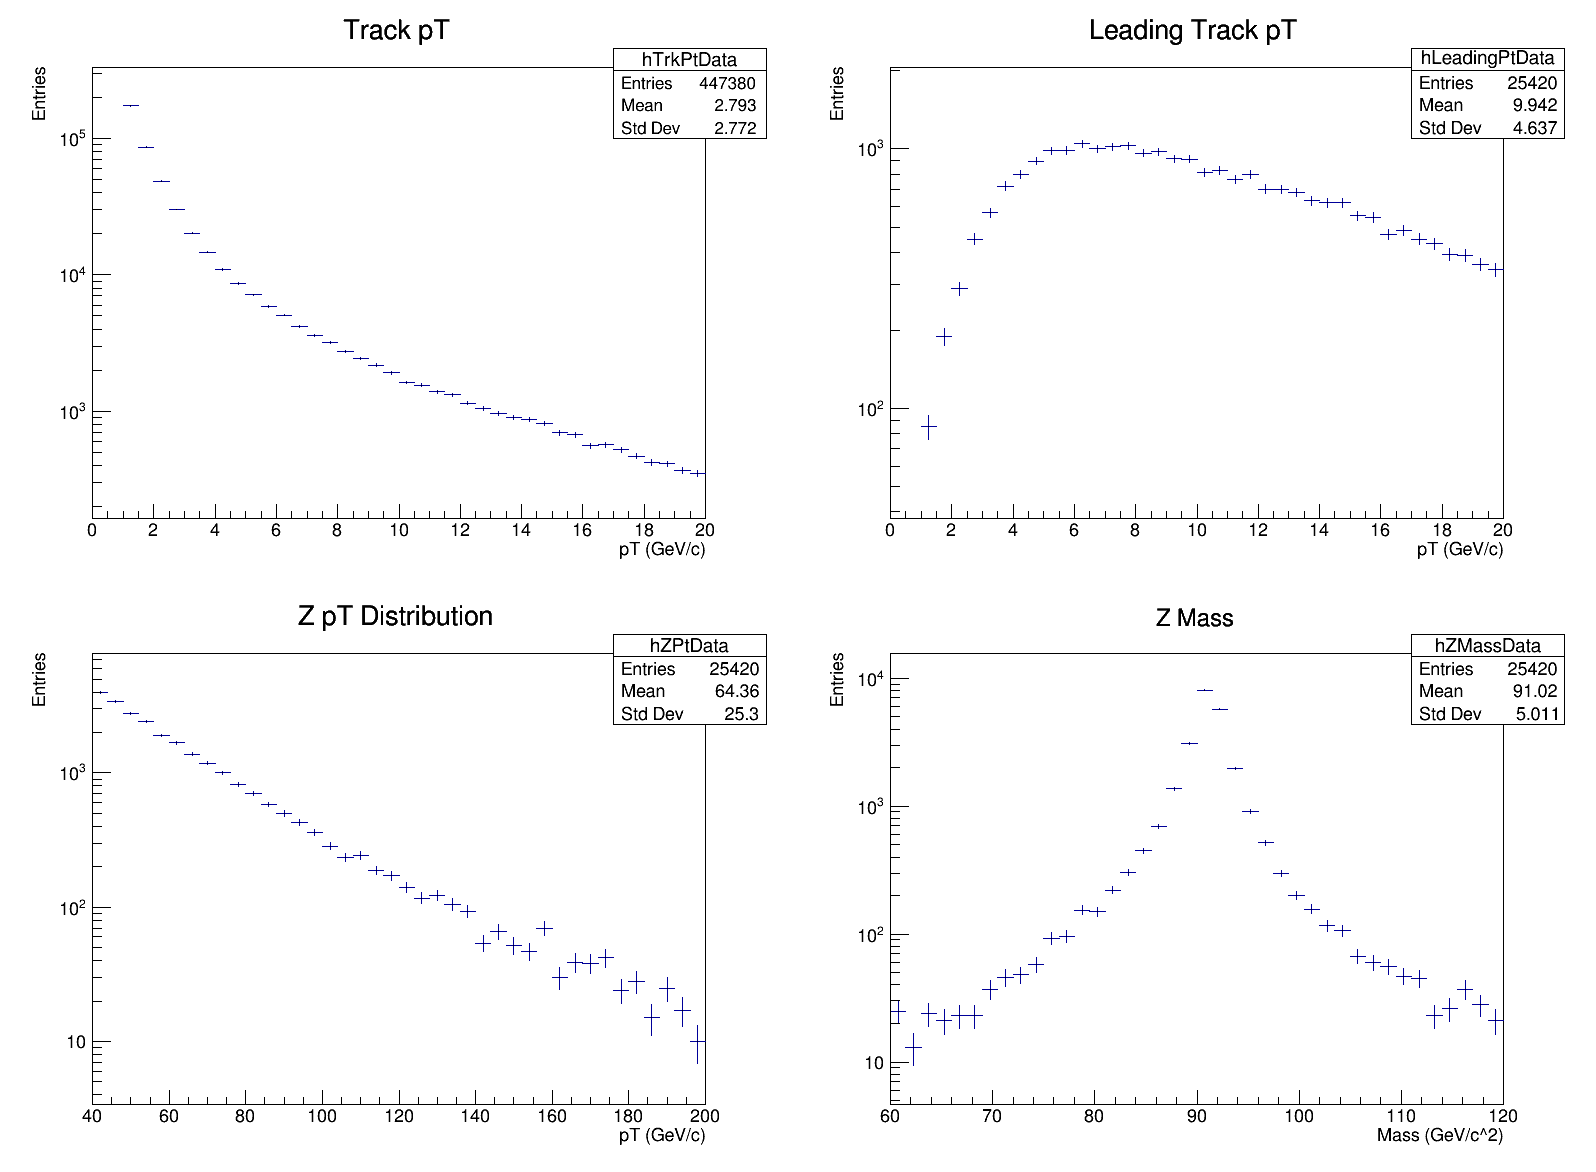 Track pT
Entries
hTrkPtData
Entries 447380
Mean 2.793
Std Dev 2.772
10^5
10^4
10^3
0 2 4 6 8 10 12 14 16 18 20
pT (GeV/c)
Leading Track pT
Entries
hLeadingPtData
Entries 25420
Mean 9.942
Std Dev 4.637
10^3
10^2
0 2 4 6 8 10 12 14 16 18 20
pT (GeV/c)
Z pT Distribution
Entries
hZPtData
Entries 25420
Mean 64.36
Std Dev 25.3
10^3
10^2
10
40 60 80 100 120 140 160 180 200
pT (GeV/c)
Z Mass
Entries
hZMassData
Entries 25420
Mean 91.02
Std Dev 5.011
10^4
10^3
10^2
10
60 70 80 90 100 110 120
Mass (GeV/c^2)